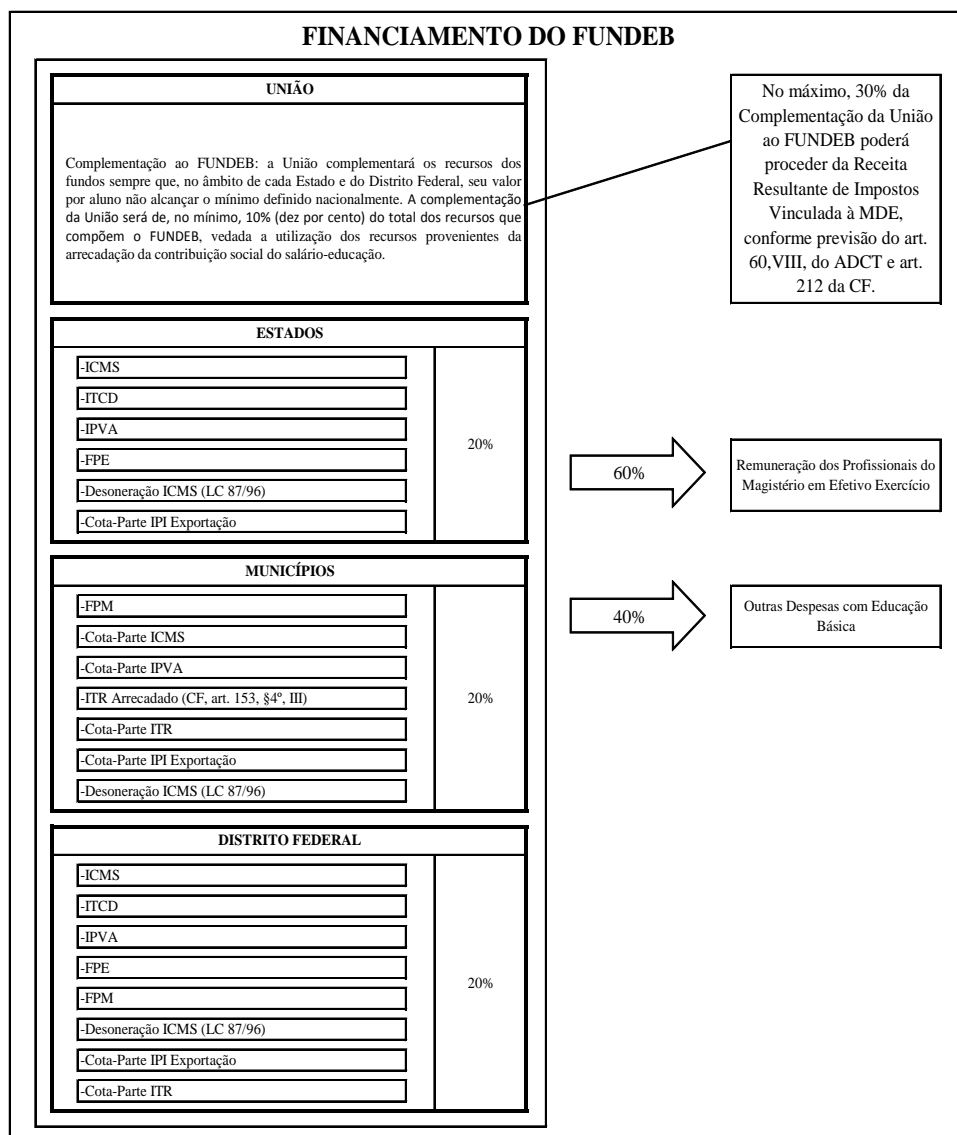 FINANCIAMENTO DO FUNDEB
UNIÃO
Complementação ao FUNDEB: a União complementará os recursos dos
fundos sempre que, no âmbito de cada Estado e do Distrito Federal, seu valor
por aluno não alcançar o mínimo definido nacionalmente. A complementação
da União será de, no mínimo, 10% (dez por cento) do total dos recursos que
compõem o FUNDEB, vedada a utilização dos recursos provenientes da
arrecadação da contribuição social do salário-educação.
No máximo, 30% da
Complementação da União
ao FUNDEB poderá
proceder da Receita
Resultante de Impostos
Vinculada à MDE,
conforme previsão do art.
60,VIII, do ADCT e art.
212 da CF.
ESTADOS
-ICMS
-ITCD
-IPVA
-FPE
-Desoneração ICMS (LC 87/96)
-Cota-Parte IPI Exportação
20%
60%
Remuneração dos Profissionais do
Magistério em Efetivo Exercício
MUNICÍPIOS
-FPM
-Cota-Parte ICMS
-Cota-Parte IPVA
-ITR Arrecadado (CF, art. 153, §4º, III)
-Cota-Parte ITR
-Cota-Parte IPI Exportação
-Desoneração ICMS (LC 87/96)
20%
40%
Outras Despesas com Educação
Básica
DISTRITO FEDERAL
-ICMS
-ITCD
-IPVA
-FPE
-FPM
-Desoneração ICMS (LC 87/96)
-Cota-Parte IPI Exportação
-Cota-Parte ITR
20%